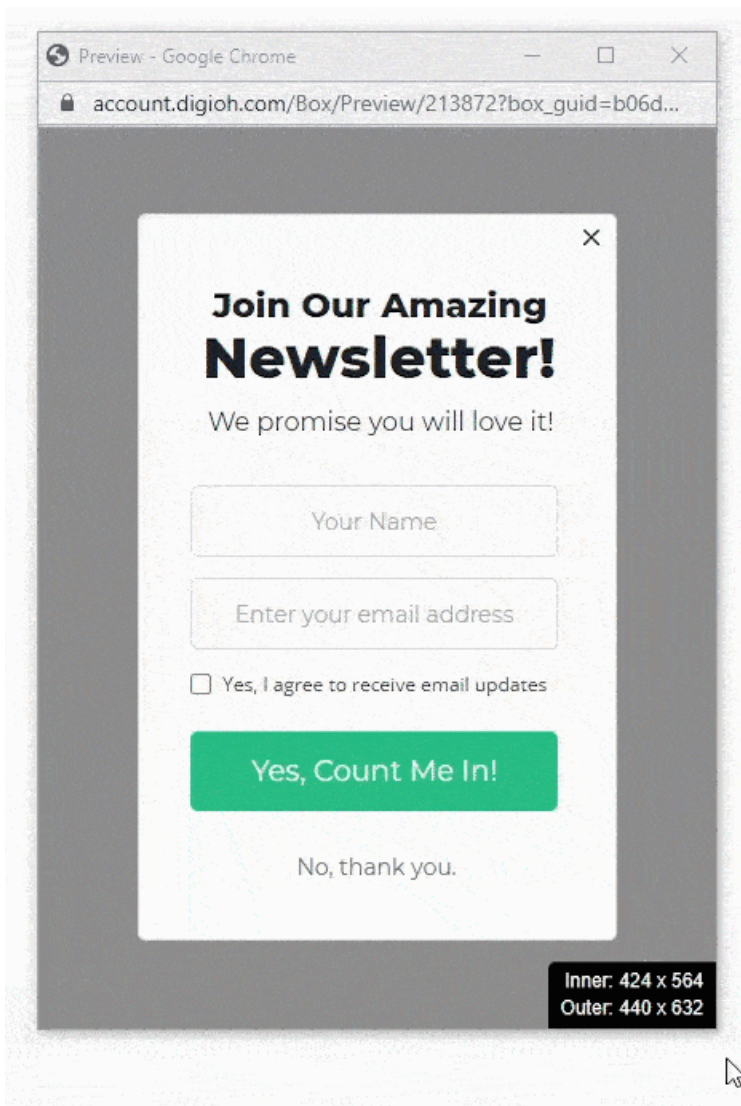 Preview - Google Chrome
account.digioh.com/Box/Preview/213872?box_guid=b06d...
Join Our Amazing
Newsletter!
We promise you will love it!
Your Name
Enter your email address
Yes, I agree to receive email updates
Yes, Count Me In!
No, thank you.
Inner: 424 x 564
Outer: 440 x 632